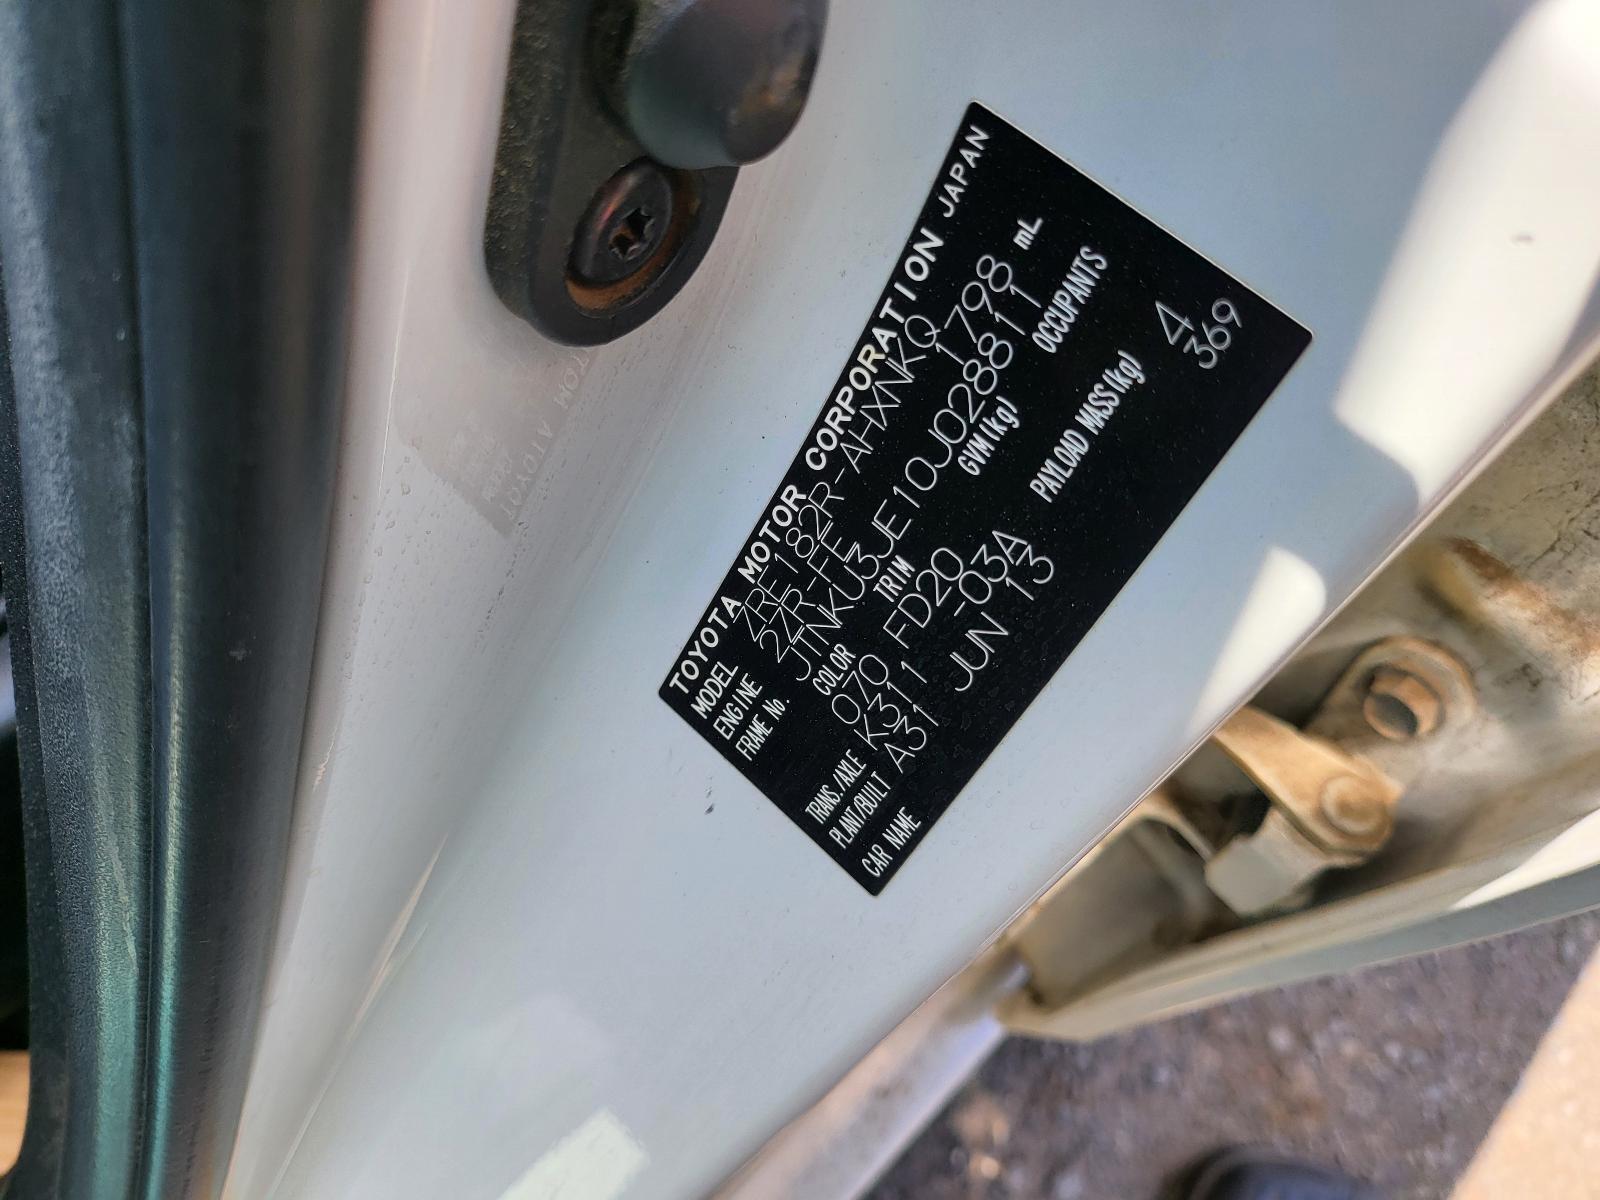 TOYOTA MOTOR CORPORATION JAPAN
MODEL ZRE182R-AHXNKQ
ENGINE 2ZR-FE 1798 mL
FRAME No. JTNKU3JE10J028811
COLOR TRIM GVM(kg) OCCUPANTS
070 FD20 4
TRANS./AXLE K311 -03A PAYLOAD MASS(kg) 369
PLANT/BUILT A31 JUN 13
CAR NAME